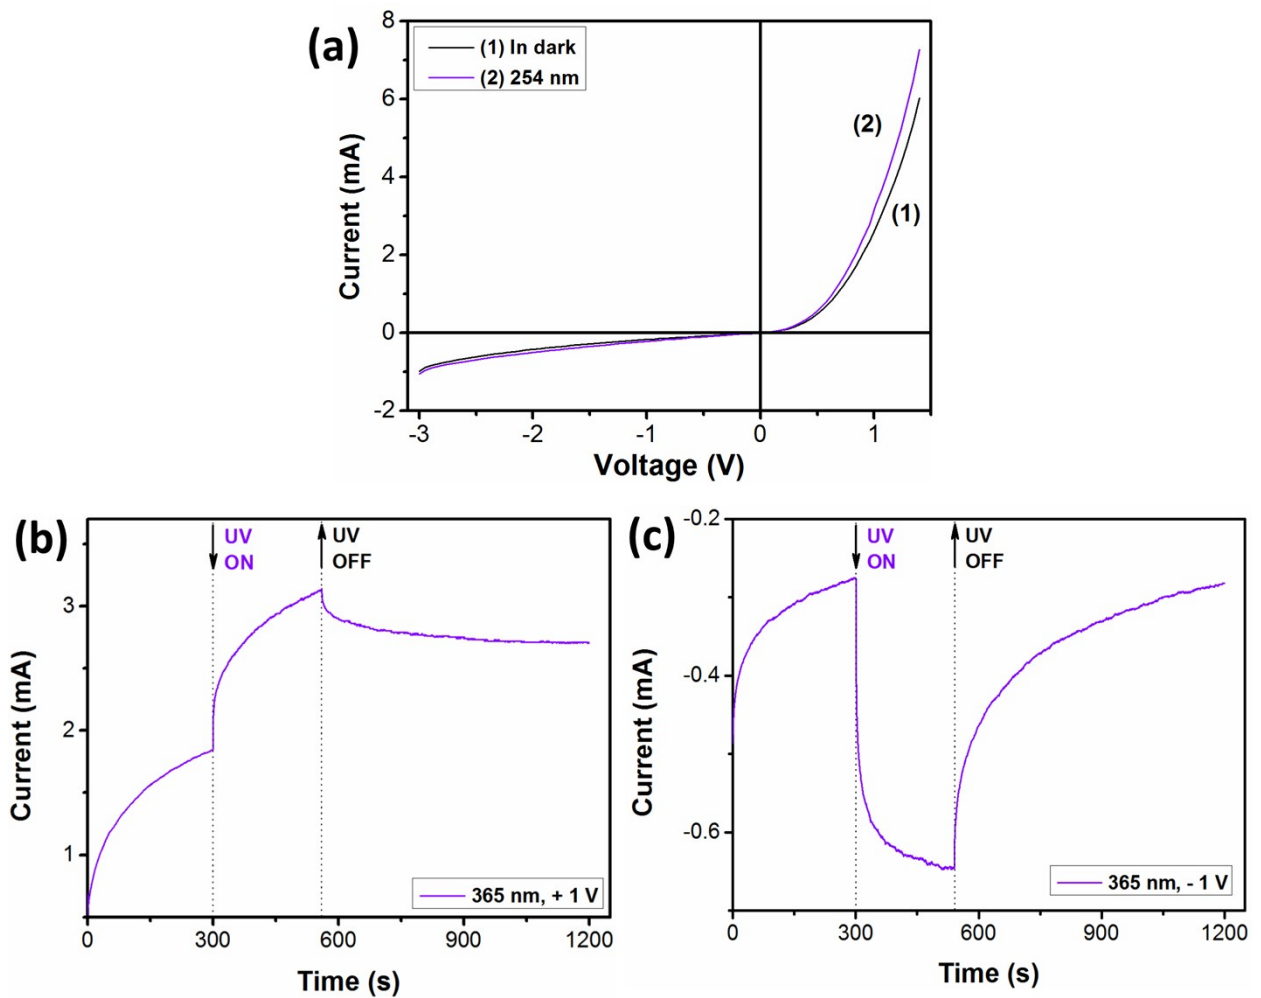 (a)
8
6
4
2
0
-2
Current (mA)
(1) In dark
(2) 254 nm
(2)
(1)
-3 -2 -1 0 1
Voltage (V)
(b)
UV
ON
UV
OFF
3
2
1
Current (mA)
365 nm, + 1 V
0 300 600 900 1200
Time (s)
(c)
-0.2
-0.4
-0.6
Current (mA)
UV
ON
UV
OFF
365 nm, - 1 V
0 300 600 900 1200
Time (s)